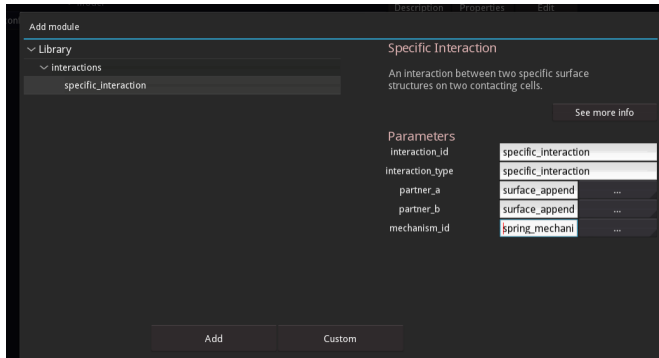 Description Properties Edit
Add module
Library
interactions
specific_interaction
Specific Interaction
An interaction between two specific surface
structures on two contacting cells.
See more info
Parameters
interaction_id specific_interaction
interaction_type specific_interaction
partner_a surface_append ...
partner_b surface_append ...
mechanism_id spring_mechani ...
Add Custom